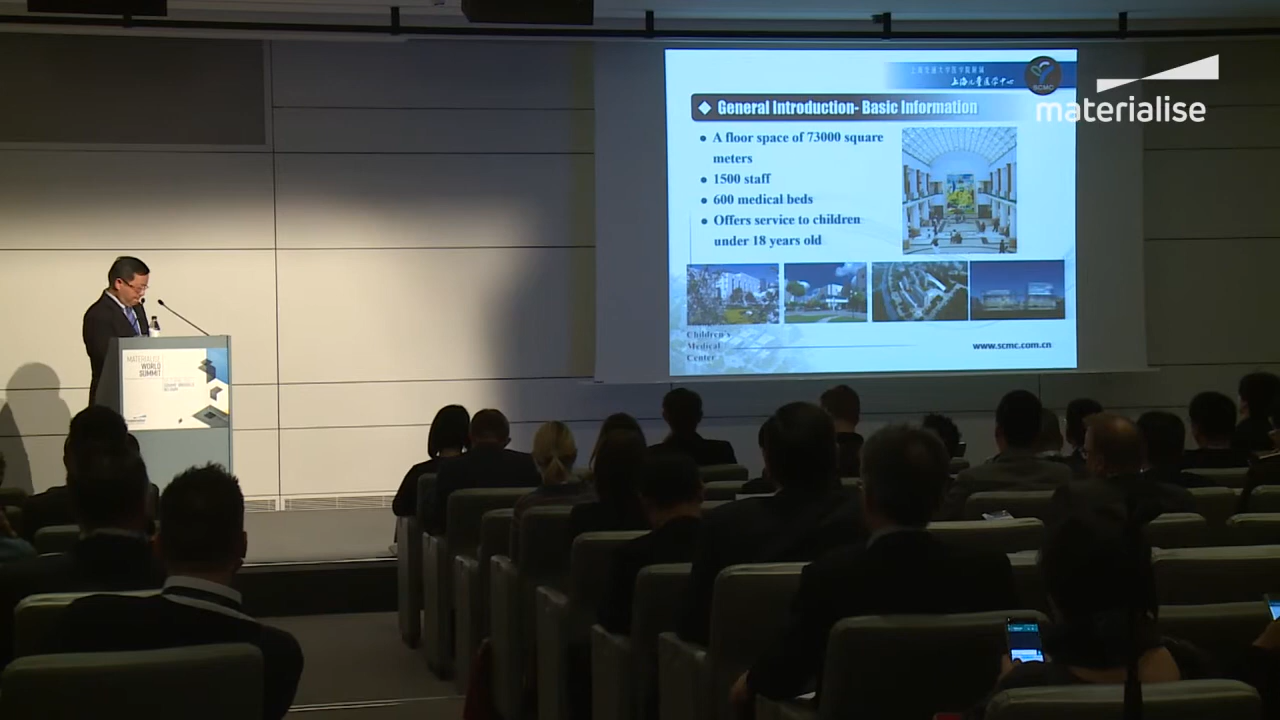 上海交通大学医学院附属
上海儿童医学中心
SCMC
materialise
◆ General Introduction- Basic Information
• A floor space of 73000 square
meters
• 1500 staff
• 600 medical beds
• Offers service to children
under 18 years old
Children's
Medical
Center
www.scmc.com.cn
MATERIALISE
WORLD
SUMMIT